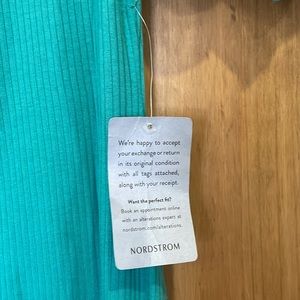 We're happy to accept
your exchange or return
in its original condition
with all tags attached,
along with your receipt.
Want the perfect fit?
Book an appointment online
with an alterations expert at
nordstrom.com/alterations.
NORDSTROM